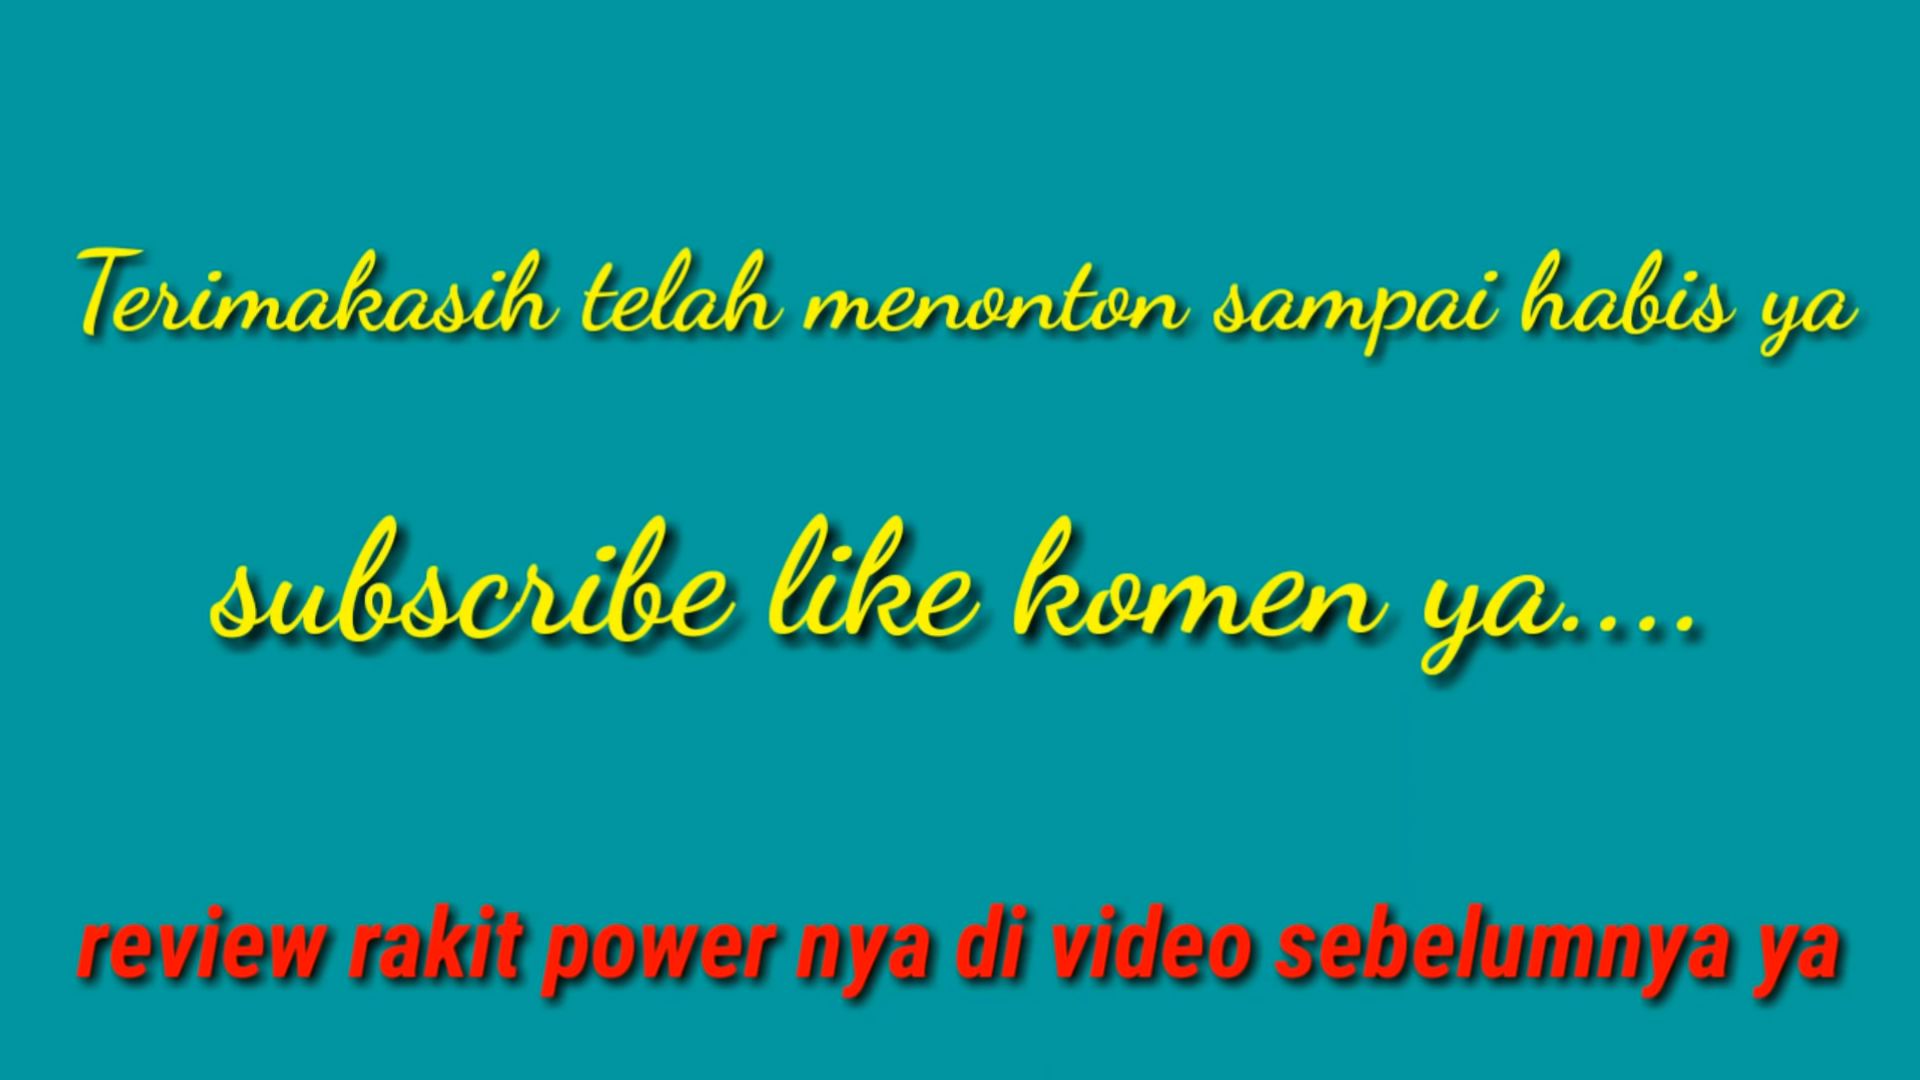 Terimakasih telah menonton sampai habis ya
subscribe like komen ya....
review rakit power nya di video sebelumnya ya